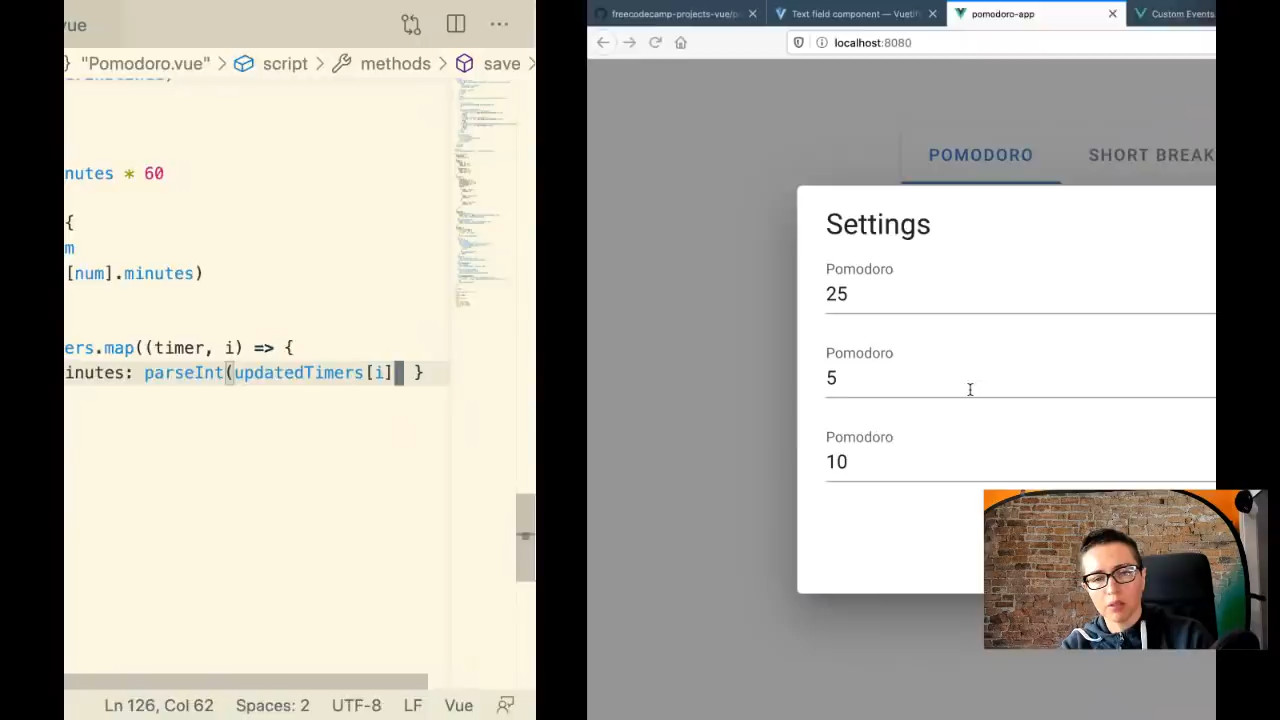 vue
"Pomodoro.vue" > script > methods > save >
nutes * 60
{
m
[num].minutes)
ers.map((timer, i) => {
inutes: parseInt(updatedTimers[i] }
Ln 126, Col 62
Spaces: 2
UTF-8
LF
Vue
freecodecamp-projects-vue/p
Text field component — Vuetif
pomodoro-app
Custom Events
localhost:8080
POMODORO
SHORT BREAK
Settings
Pomodoro
25
Pomodoro
5
Pomodoro
10